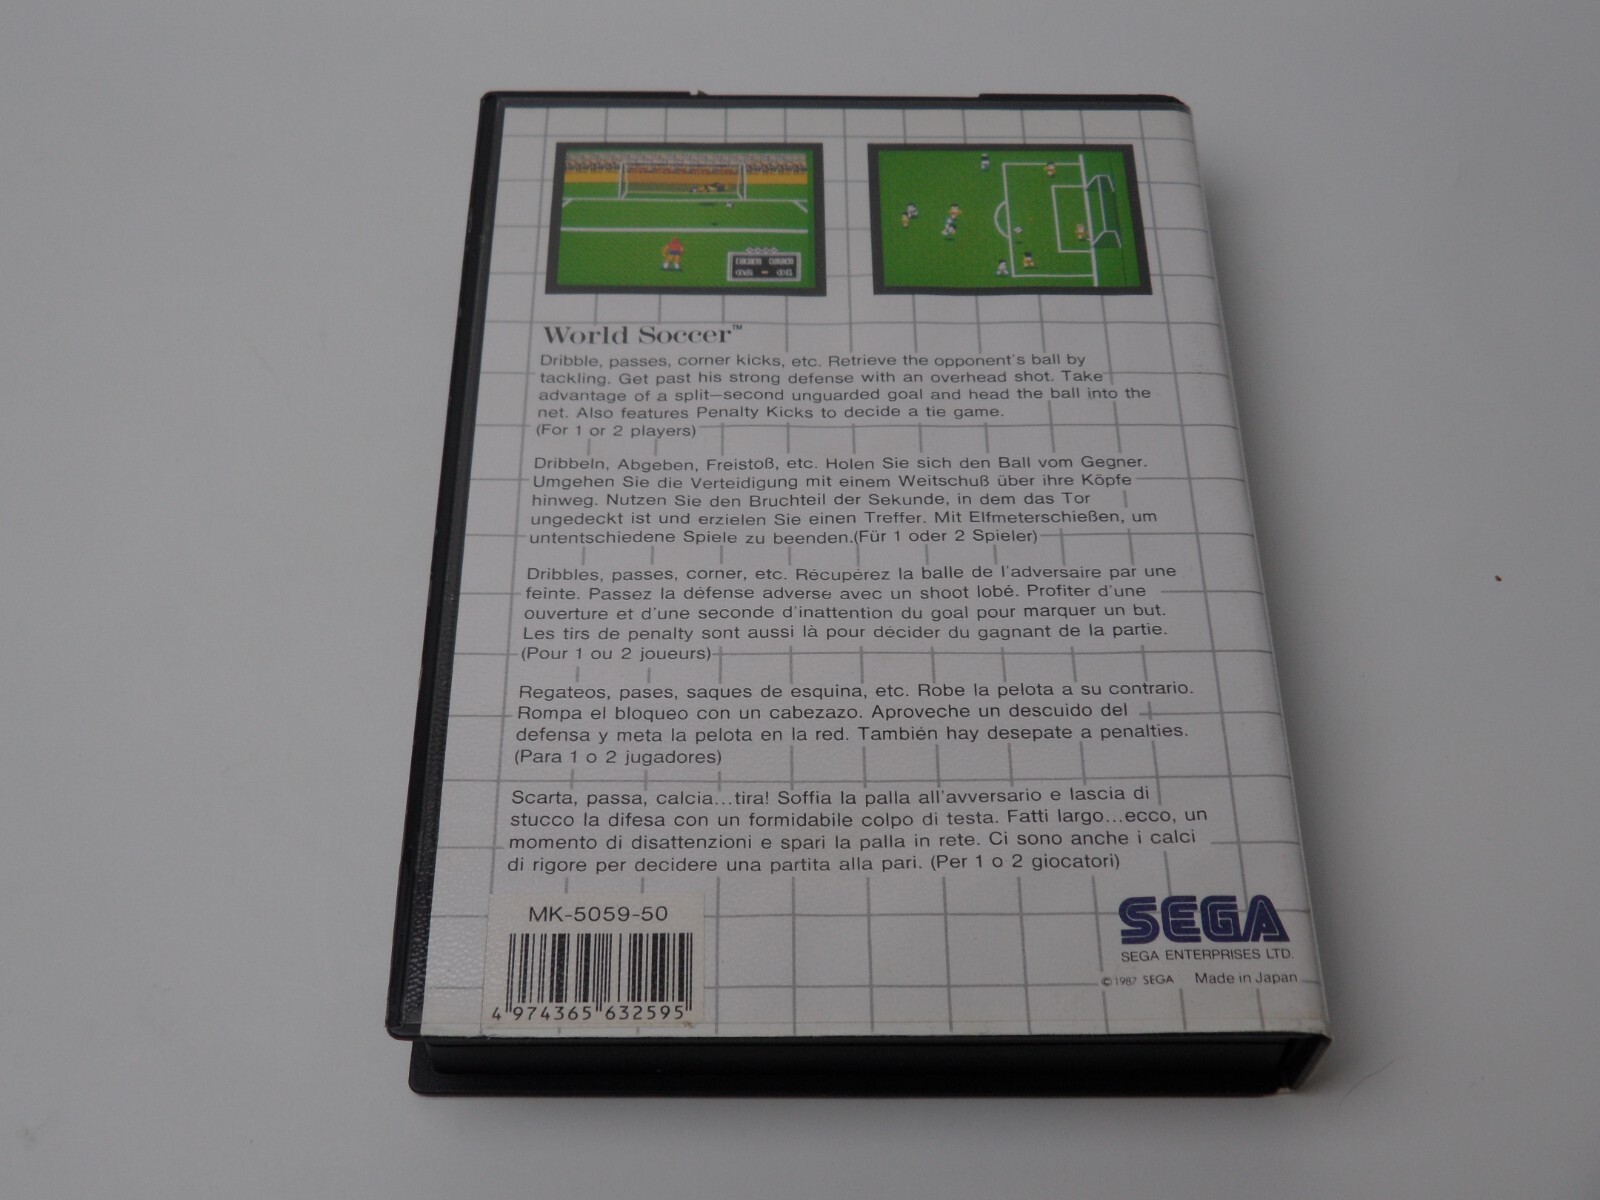 World Soccer™
Dribble, passes, corner kicks, etc. Retrieve the opponent's ball by
tackling. Get past his strong defense with an overhead shot. Take
advantage of a split-second unguarded goal and head the ball into the
net. Also features Penalty Kicks to decide a tie game.
(For 1 or 2 players)
Dribbeln, Abgeben, Freistoß, etc. Holen Sie sich den Ball vom Gegner.
Umgehen Sie die Verteidigung mit einem Weitschuß über ihre Köpfe
hinweg. Nutzen Sie den Bruchteil der Sekunde, in dem das Tor
ungedeckt ist und erzielen Sie einen Treffer. Mit Elfmeterschießen, um
untentschiedene Spiele zu beenden.(Für 1 oder 2 Spieler)
Dribbles, passes, corner, etc. Récupérez la balle de l'adversaire par une
feinte. Passez la défense adverse avec un shoot lobé. Profiter d'une
ouverture et d'une seconde d'inattention du goal pour marquer un but.
Les tirs de penalty sont aussi là pour décider du gagnant de la partie.
(Pour 1 ou 2 joueurs)
Regateos, pases, saques de esquina, etc. Robe la pelota a su contrario.
Rompa el bloqueo con un cabezazo. Aproveche un descuido del
defensa y meta la pelota en la red. También hay desepate a penalties.
(Para 1 o 2 jugadores)
Scarta, passa, calcia...tira! Soffia la palla all'avversario e lascia di
stucco la difesa con un formidabile colpo di testa. Fatti largo...ecco, un
momento di disattenzioni e spari la palla in rete. Ci sono anche i calci
di rigore per decidere una partita alla pari. (Per 1 o 2 giocatori)
MK-5059-50
4 974365 632595
SEGA
SEGA ENTERPRISES LTD.
©1987 SEGA Made in Japan